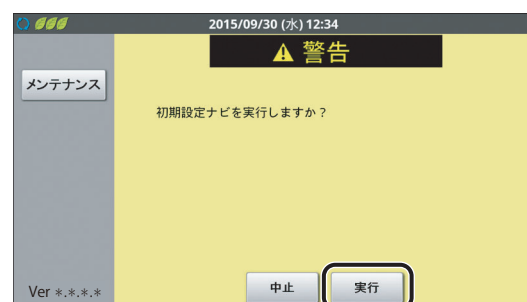 2015/09/30 (水) 12:34
警告
メンテナンス
初期設定ナビを実行しますか？
中止
実行
Ver *.*.*.*